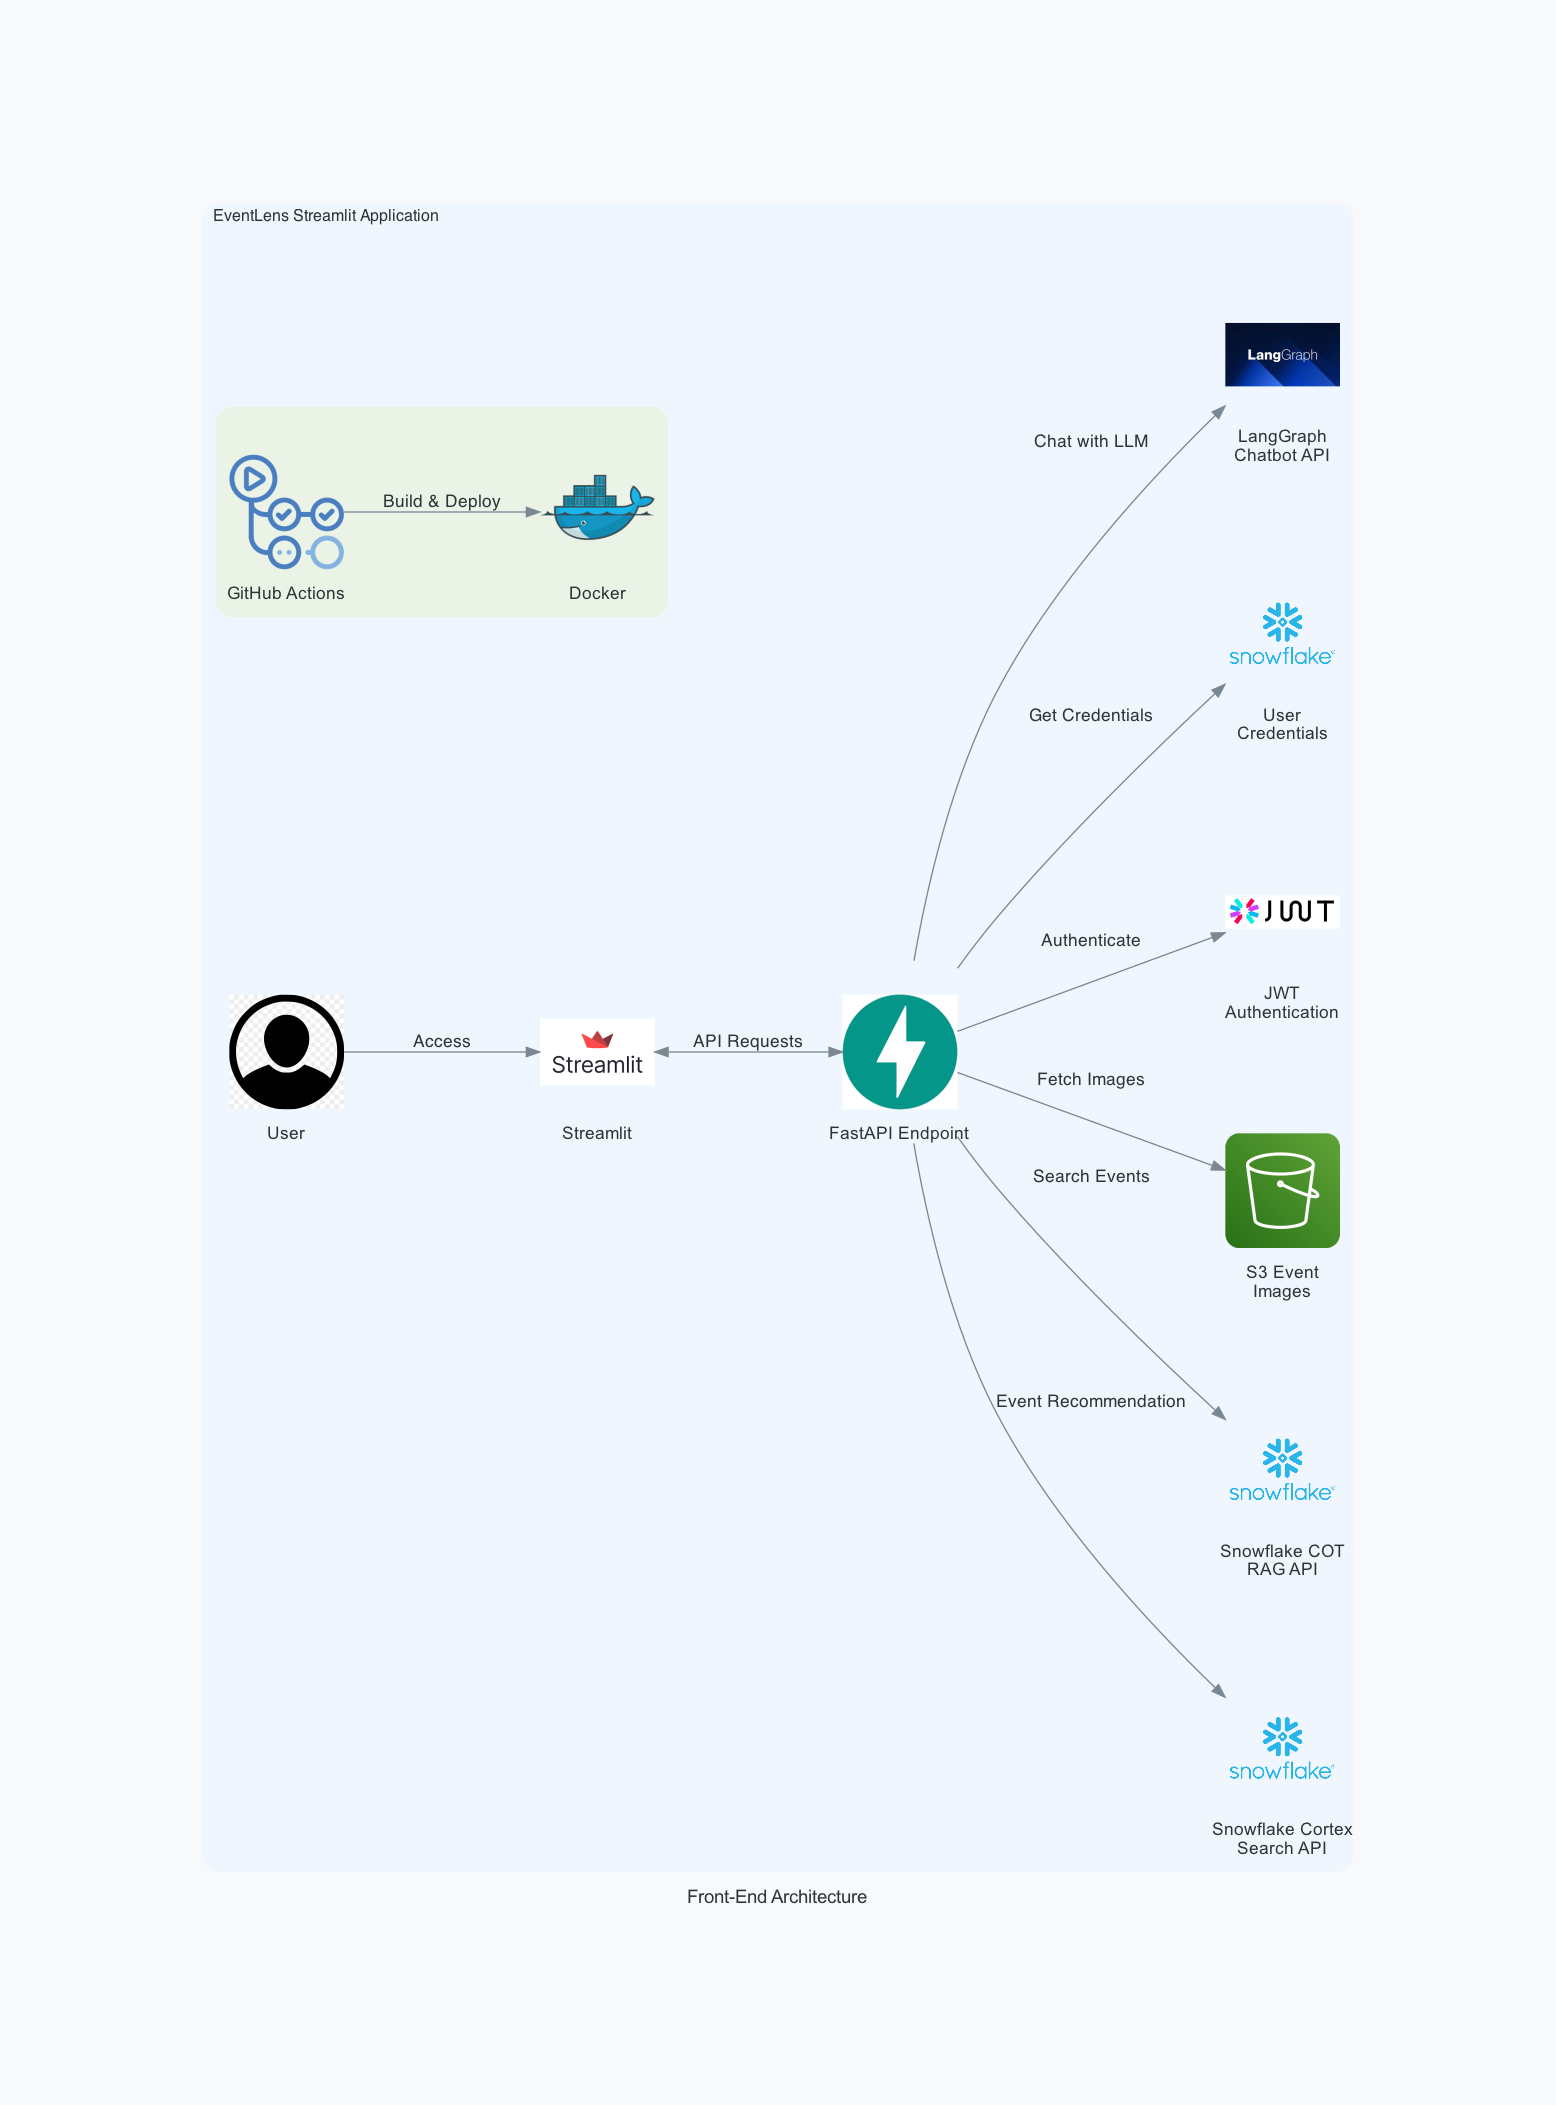 EventLens Streamlit Application
LangGraph
Chat with LLM
LangGraph
Chatbot API
Build & Deploy
GitHub Actions
Docker
snowflake
Get Credentials
User
Credentials
JWT
Authenticate
JWT
Authentication
Access
Streamlit
API Requests
User
Streamlit
FastAPI Endpoint
Fetch Images
Search Events
S3 Event
Images
Event Recommendation
snowflake
Snowflake COT
RAG API
snowflake
Snowflake Cortex
Search API
Front-End Architecture